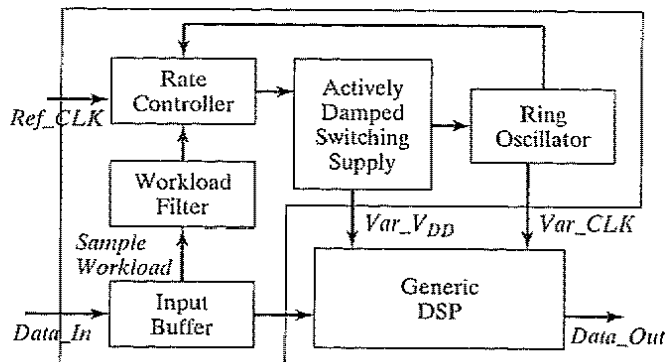 Rate
Controller
Actively
Damped
Switching
Supply
Ring
Oscillator
Ref_CLK
Workload
Filter
Var_V_DD
Var_CLK
Sample
Workload
Input
Buffer
Generic
DSP
Data_In
Data_Out